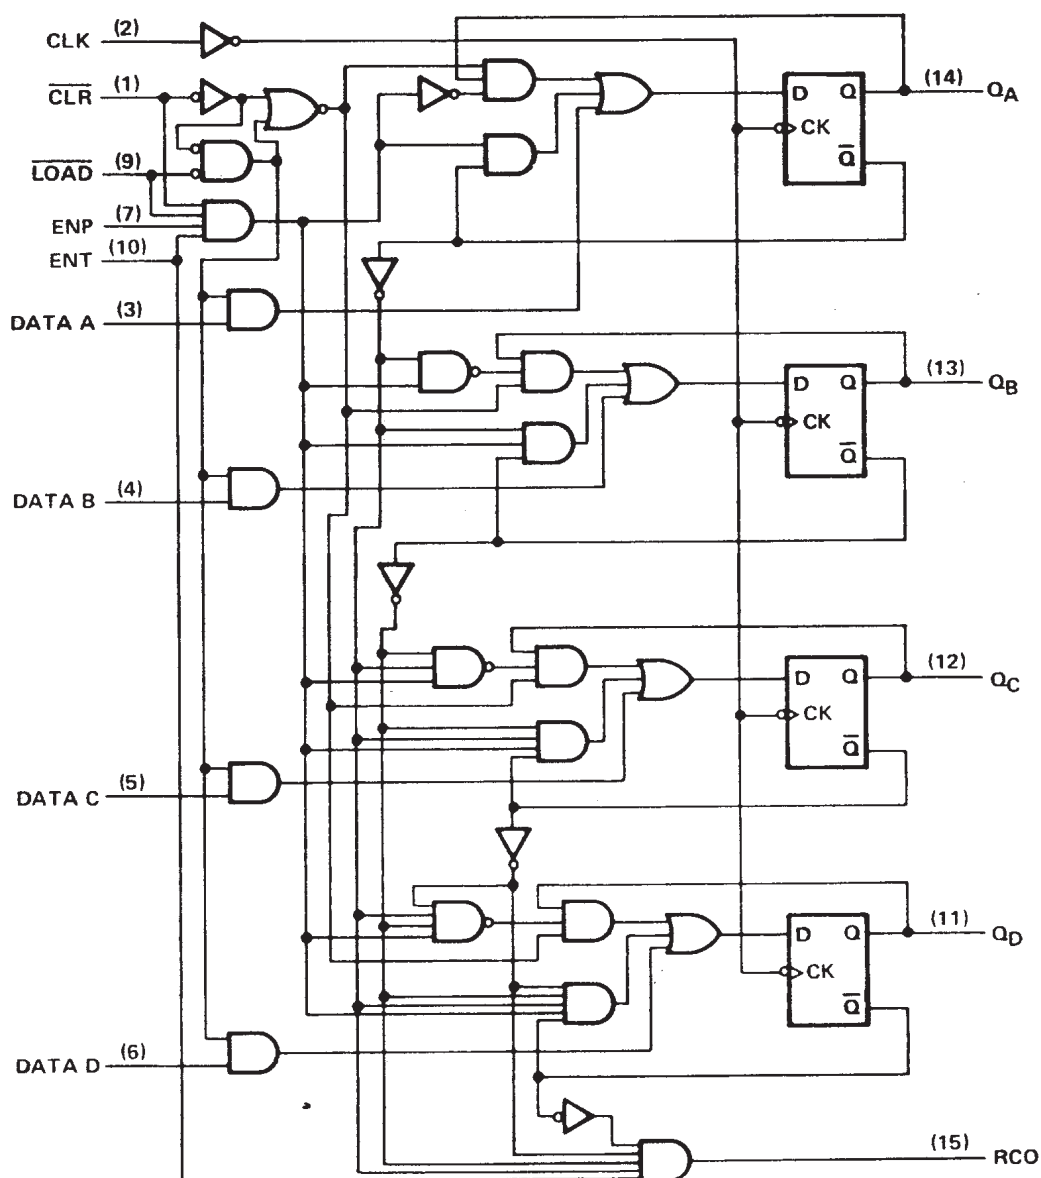 CLK (2)
CLR (1)
LOAD (9)
ENP (7)
ENT (10)
D Q (14) QA
CK
Q
DATA A (3)
D Q (13) QB
CK
Q
DATA B (4)
D Q (12) QC
CK
Q
DATA C (5)
D Q (11) QD
CK
Q
DATA D (6)
(15) RCO